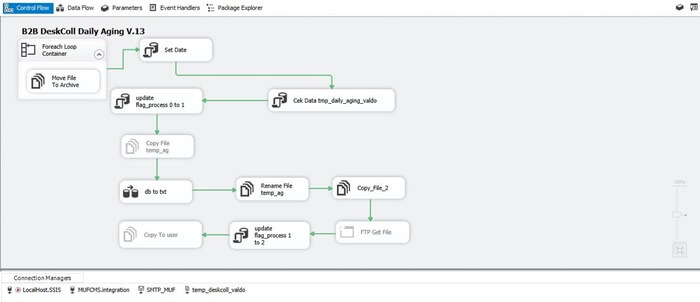 Control Flow Data Flow Parameters Event Handlers Package Explorer
B2B DeskColl Daily Aging V.13
Foreach Loop
Container
Set Date
Move File
To Archive
update
flag_process 0 to 1
Cek Data tmp_daily_aging_valdo
Copy File
temp_ag
db to txt
Rename File
temp_ag
Copy_File_2
Copy To user
update
flag_process 1
to 2
FTP Get File
100%
Connection Managers
LocalHost.SSIS MUFCMS.integration SMTP_MUF temp_deskcoll_valdo